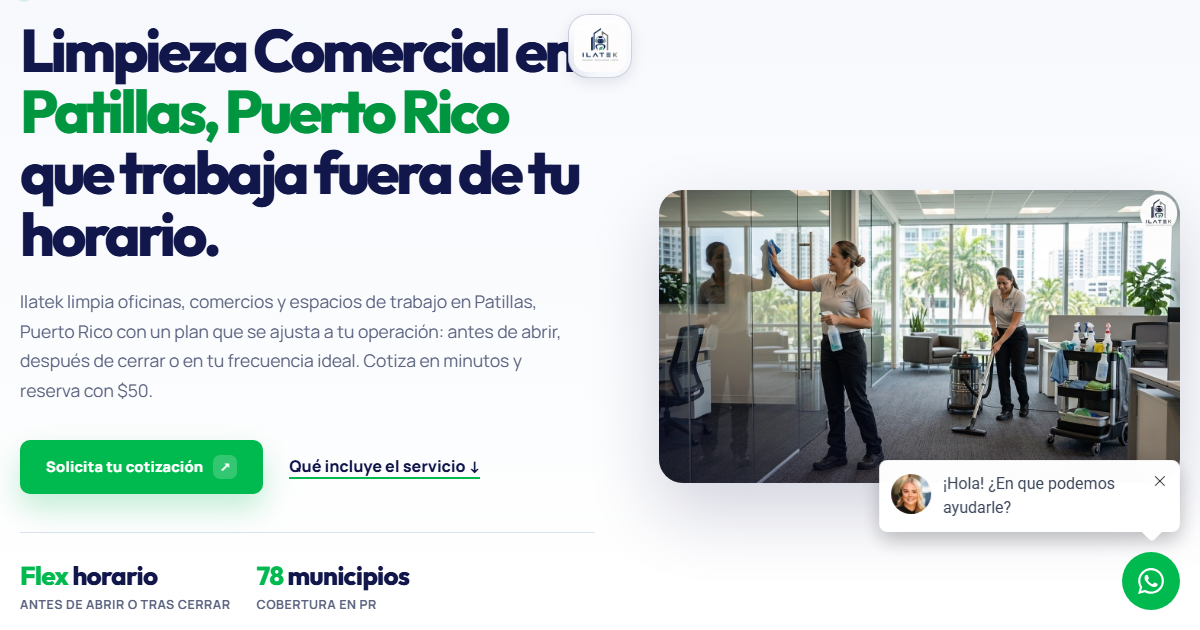 Limpieza Comercial en
ILATEK
Patillas, Puerto Rico
que trabaja fuera de tu
horario.
ILATEK
Ilatek limpia oficinas, comercios y espacios de trabajo en Patillas,
Puerto Rico con un plan que se ajusta a tu operación: antes de abrir,
después de cerrar o en tu frecuencia ideal. Cotiza en minutos y
reserva con $50.
Solicita tu cotización ↗
Qué incluye el servicio ↓
¡Hola! ¿En que podemos
ayudarle?
Flex horario
ANTES DE ABRIR O TRAS CERRAR
78 municipios
COBERTURA EN PR